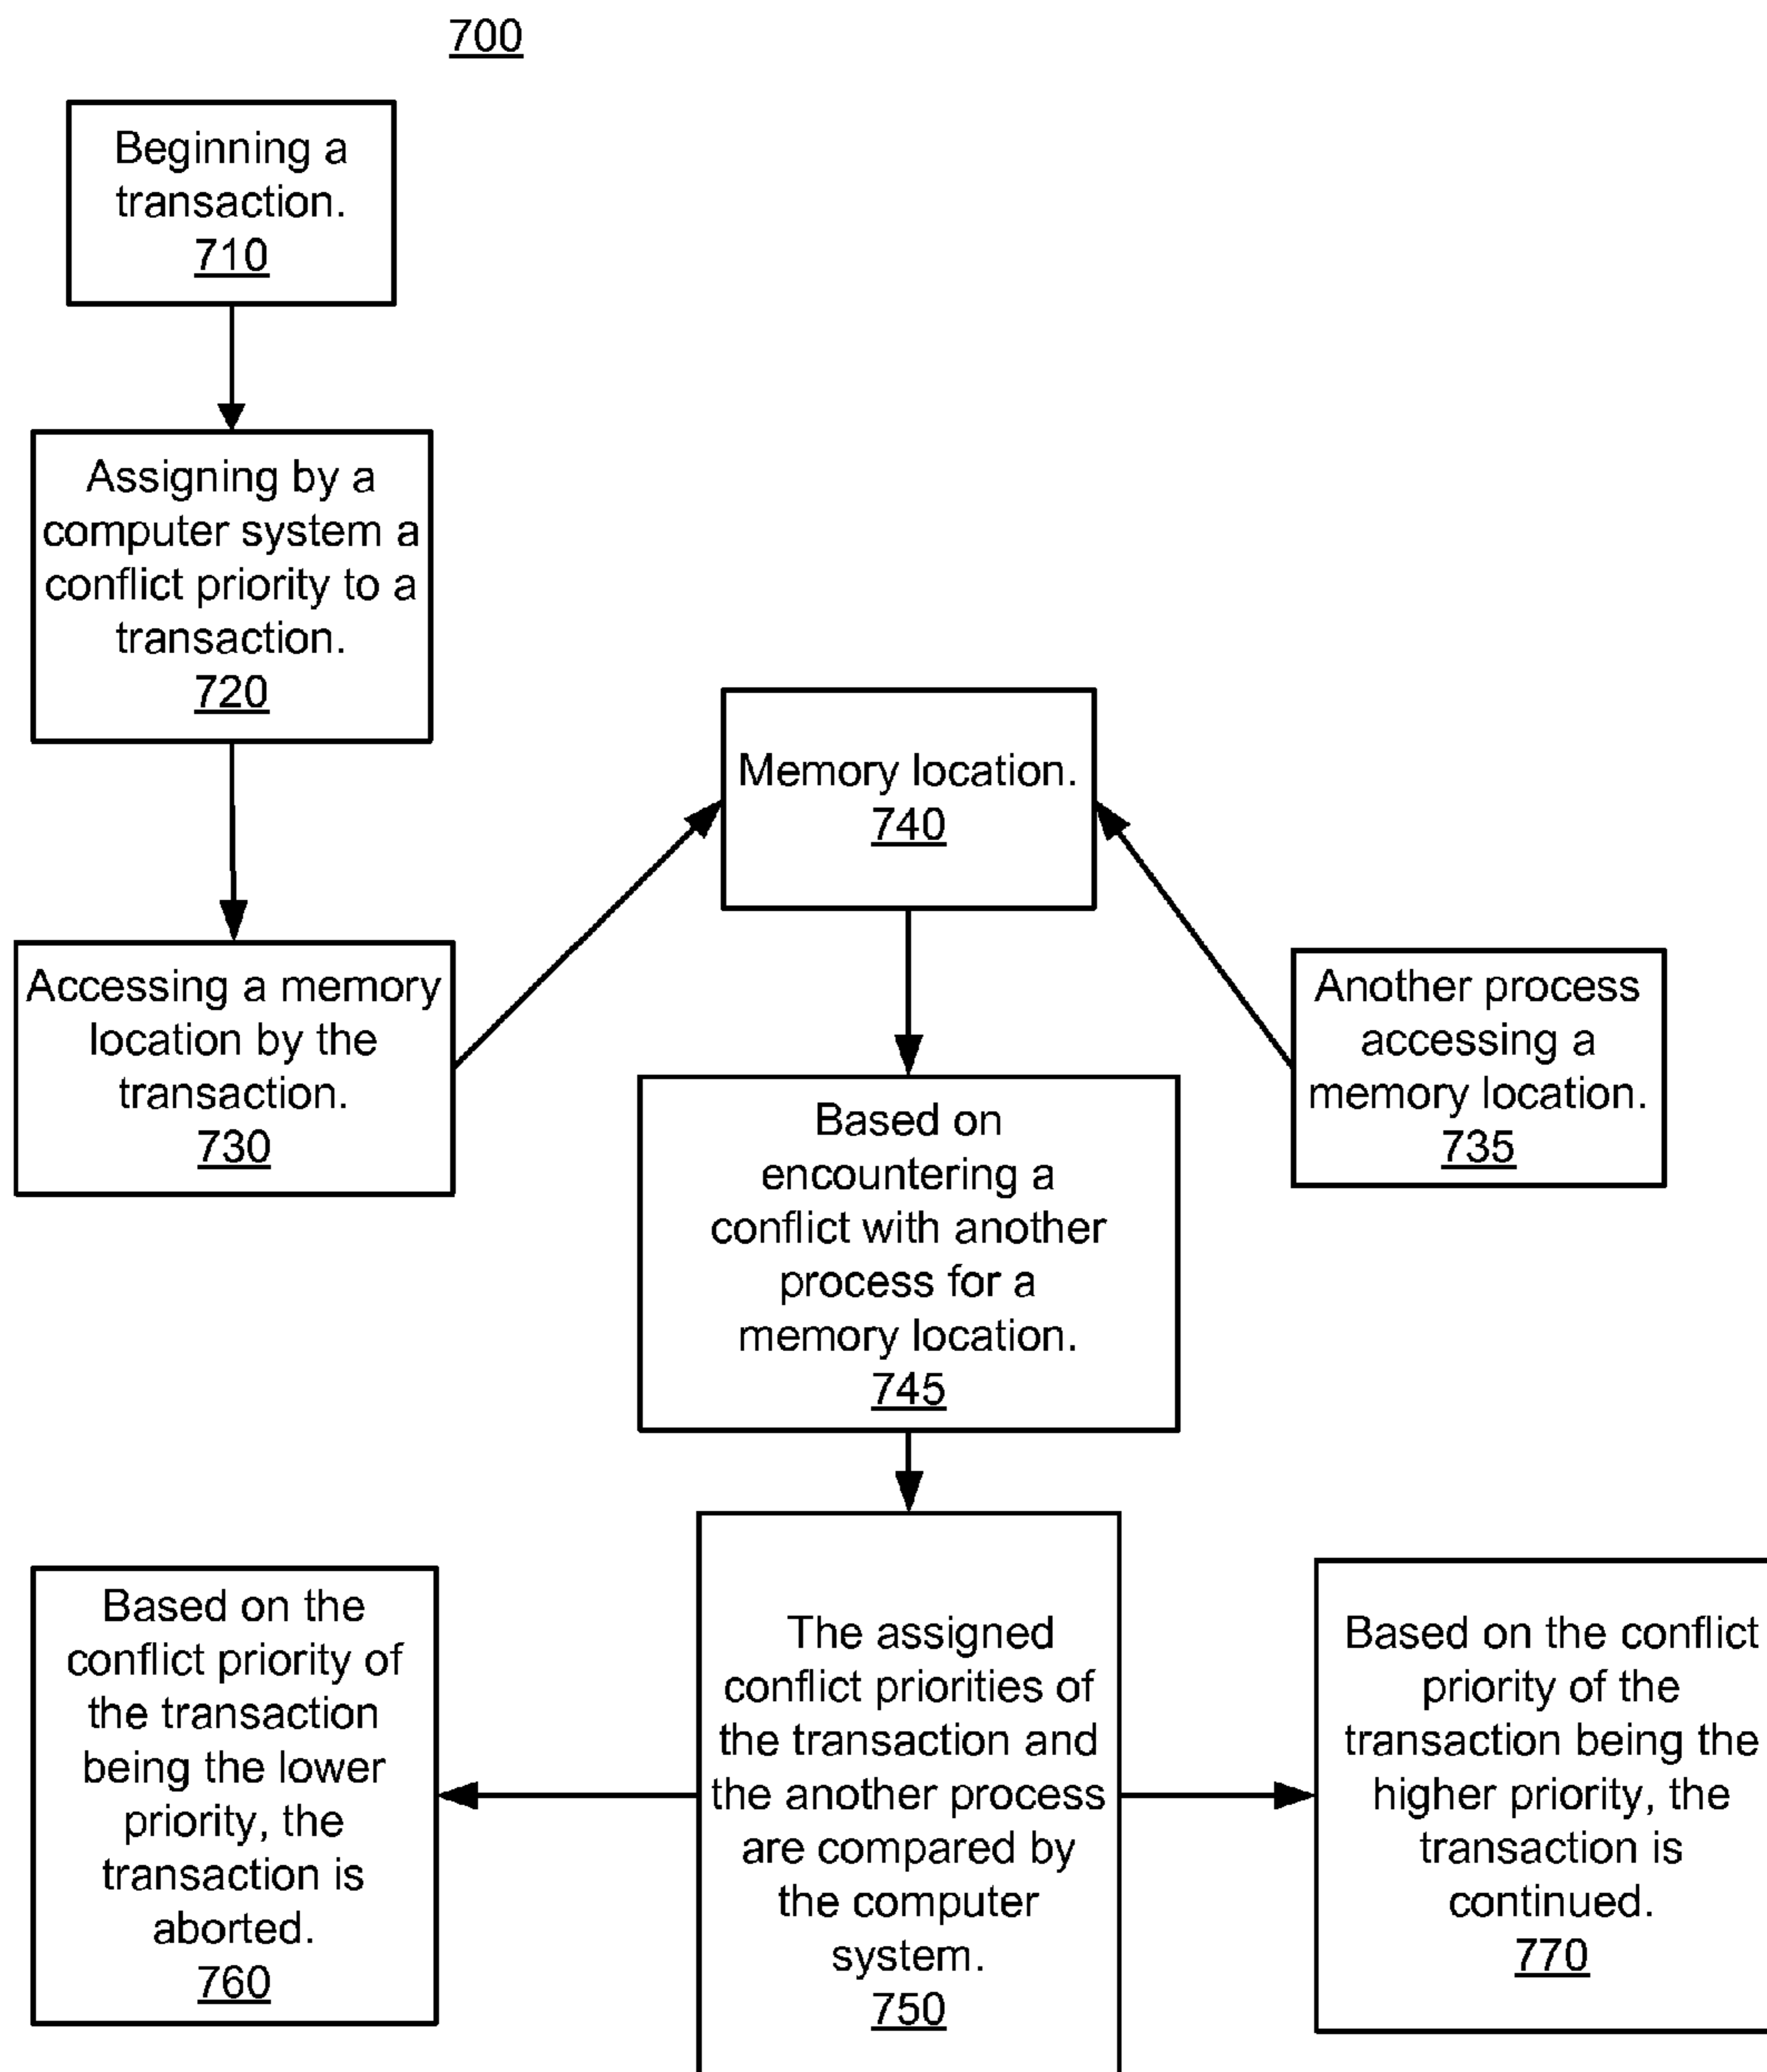 700
Beginning a
transaction.
710
Assigning by a
computer system a
conflict priority to a
transaction.
720
Memory location.
740
Accessing a memory
location by the
transaction.
730
Another process
accessing a
memory location.
735
Based on
encountering a
conflict with another
process for a
memory location.
745
Based on the
conflict priority of
the transaction
being the lower
priority, the
transaction is
aborted.
760
The assigned
conflict priorities of
the transaction and
the another process
are compared by
the computer
system.
750
Based on the conflict
priority of the
transaction being the
higher priority, the
transaction is
continued.
770